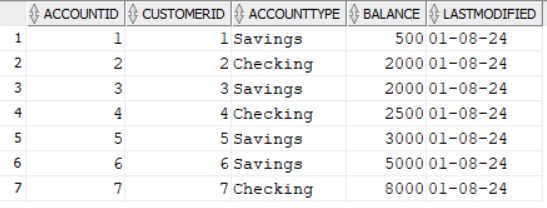 ACCOUNTID CUSTOMERID ACCOUNTTYPE BALANCE LASTMODIFIED
1 1 1 Savings 500 01-08-24
2 2 2 Checking 2000 01-08-24
3 3 3 Savings 2000 01-08-24
4 4 4 Checking 2500 01-08-24
5 5 5 Savings 3000 01-08-24
6 6 6 Savings 5000 01-08-24
7 7 7 Checking 8000 01-08-24